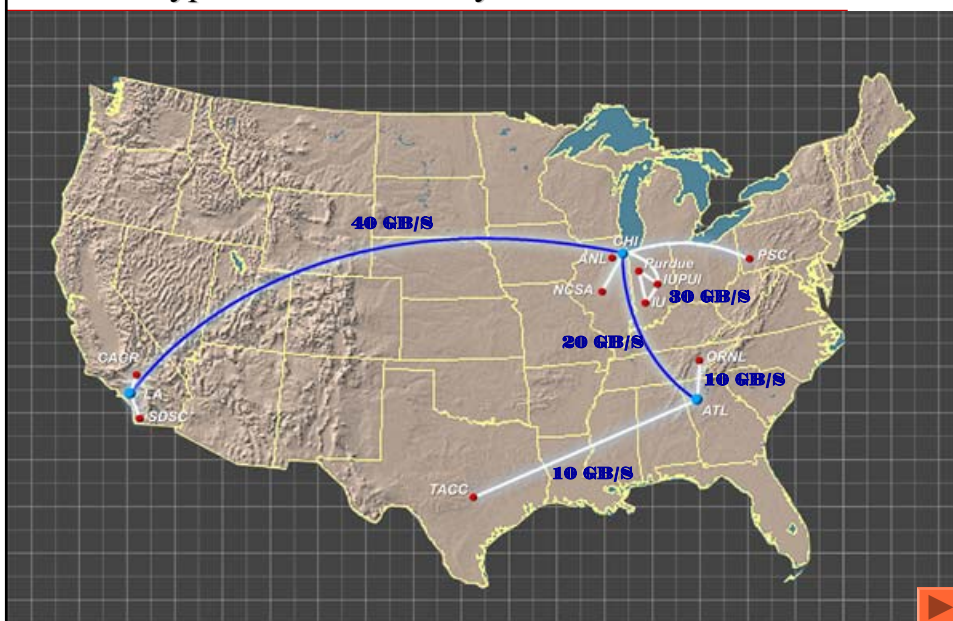 40 GB/S
CHI
ANL
Purdue
PSC
IUPUI
NCSA
IU
30 GB/S
20 GB/S
ORNL
CACR
10 GB/S
LA
ATL
SDSC
10 GB/S
TACC